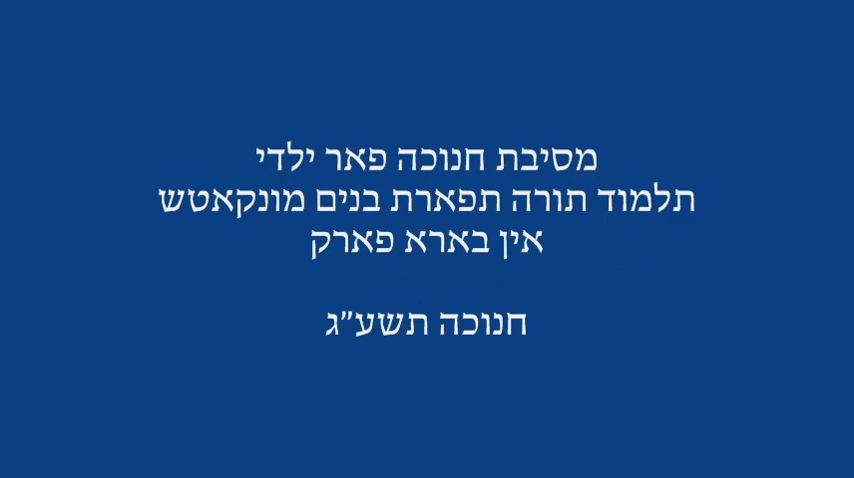 מסיבת חנוכה פאר ילדי
תלמוד תורה תפארת בנים מונקאטש
אין בארא פארק
חנוכה תשע״ג